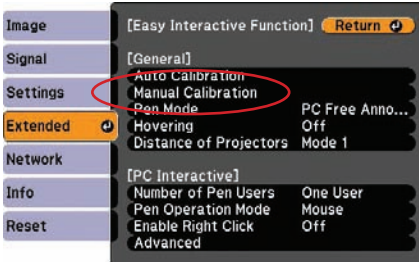 Image
Signal
Settings
Extended
Network
Info
Reset
[Easy Interactive Function] Return
[General]
Auto Calibration
Manual Calibration
Pen Mode PC Free Anno...
Hovering Off
Distance of Projectors Mode 1
[PC Interactive]
Number of Pen Users One User
Pen Operation Mode Mouse
Enable Right Click Off
Advanced